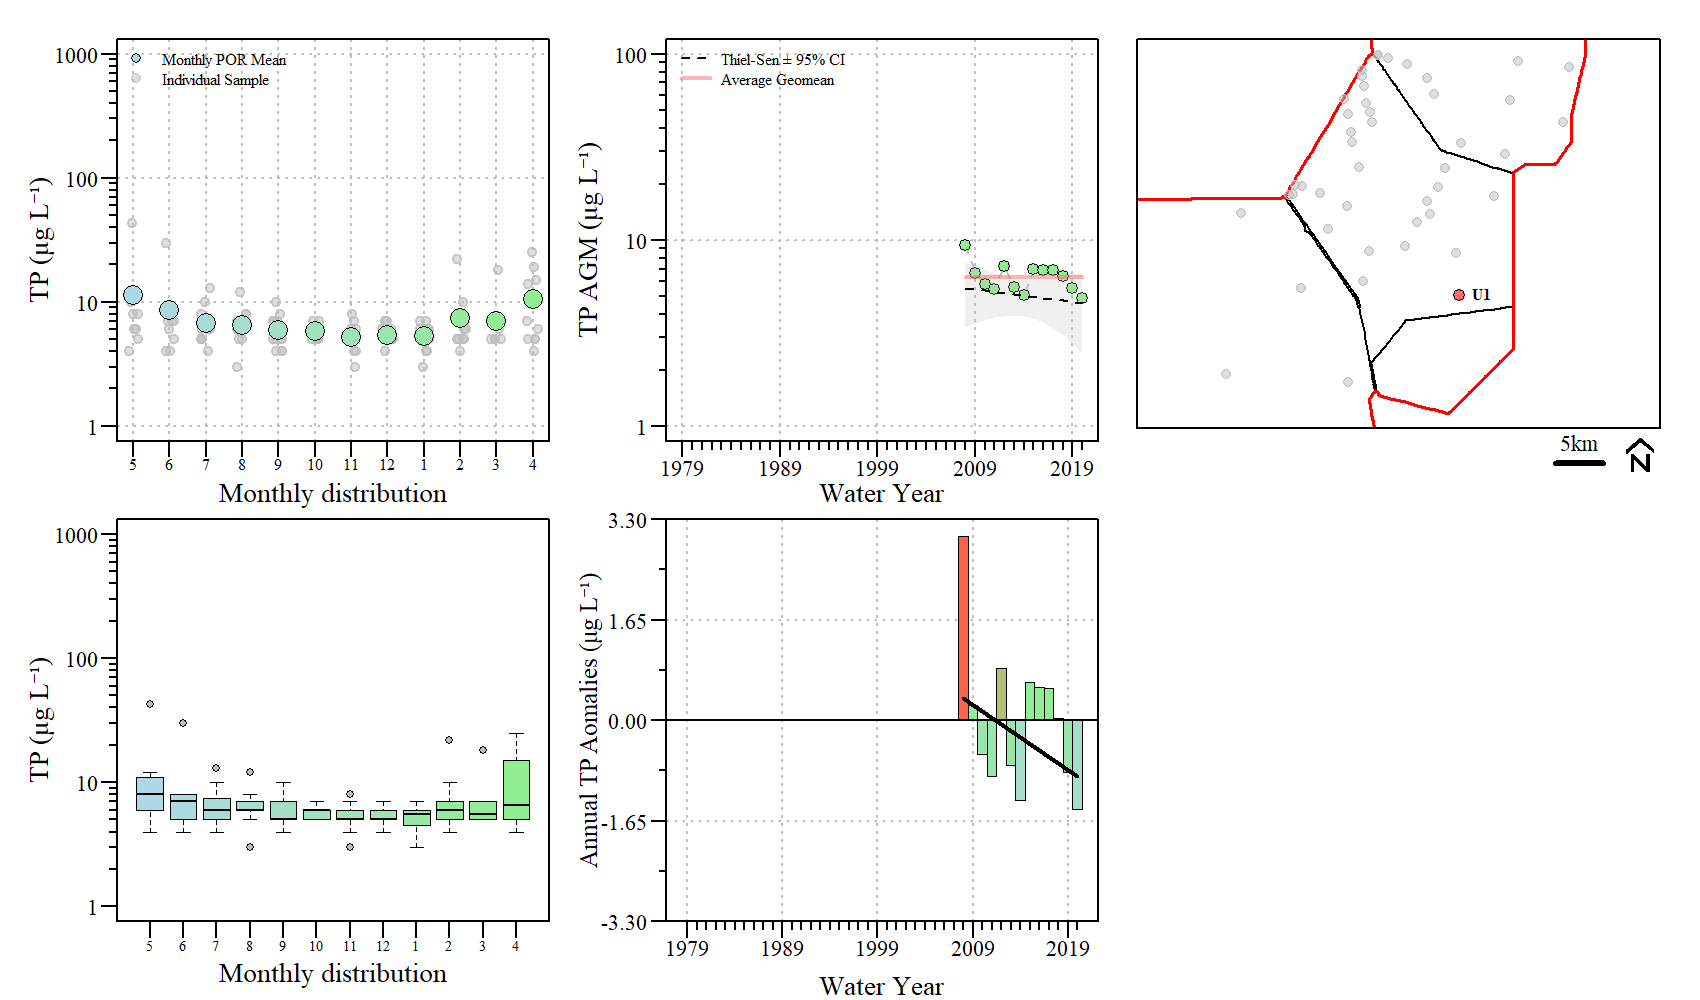 1000
100
10
1
TP (µg L⁻¹)
Monthly POR Mean
Individual Sample
5 6 7 8 9 10 11 12 1 2 3 4
Monthly distribution
100
10
1
TP AGM (µg L⁻¹)
Thiel-Sen ± 95% CI
Average Geomean
1979 1989 1999 2009 2019
Water Year
U1
5km
N
1000
100
10
1
TP (µg L⁻¹)
5 6 7 8 9 10 11 12 1 2 3 4
Monthly distribution
3.30
1.65
0.00
-1.65
-3.30
Annual TP Aomalies (µg L⁻¹)
1979 1989 1999 2009 2019
Water Year